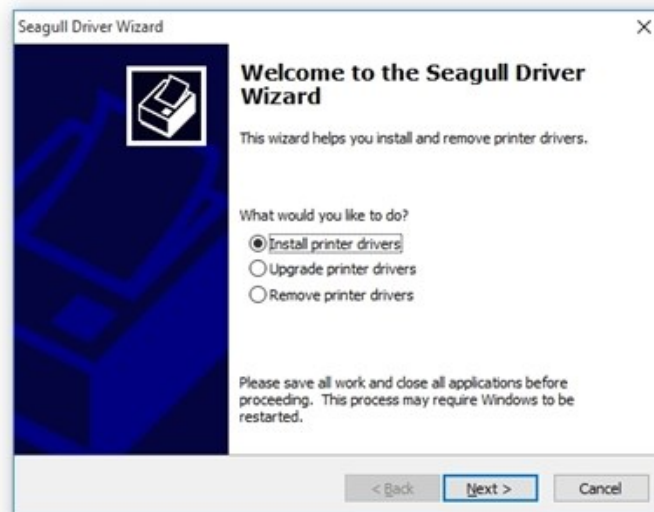 Seagull Driver Wizard
Welcome to the Seagull Driver
Wizard
This wizard helps you install and remove printer drivers.
What would you like to do?
Install printer drivers
Upgrade printer drivers
Remove printer drivers
Please save all work and close all applications before
proceeding. This process may require Windows to be
restarted.
< Back Next > Cancel